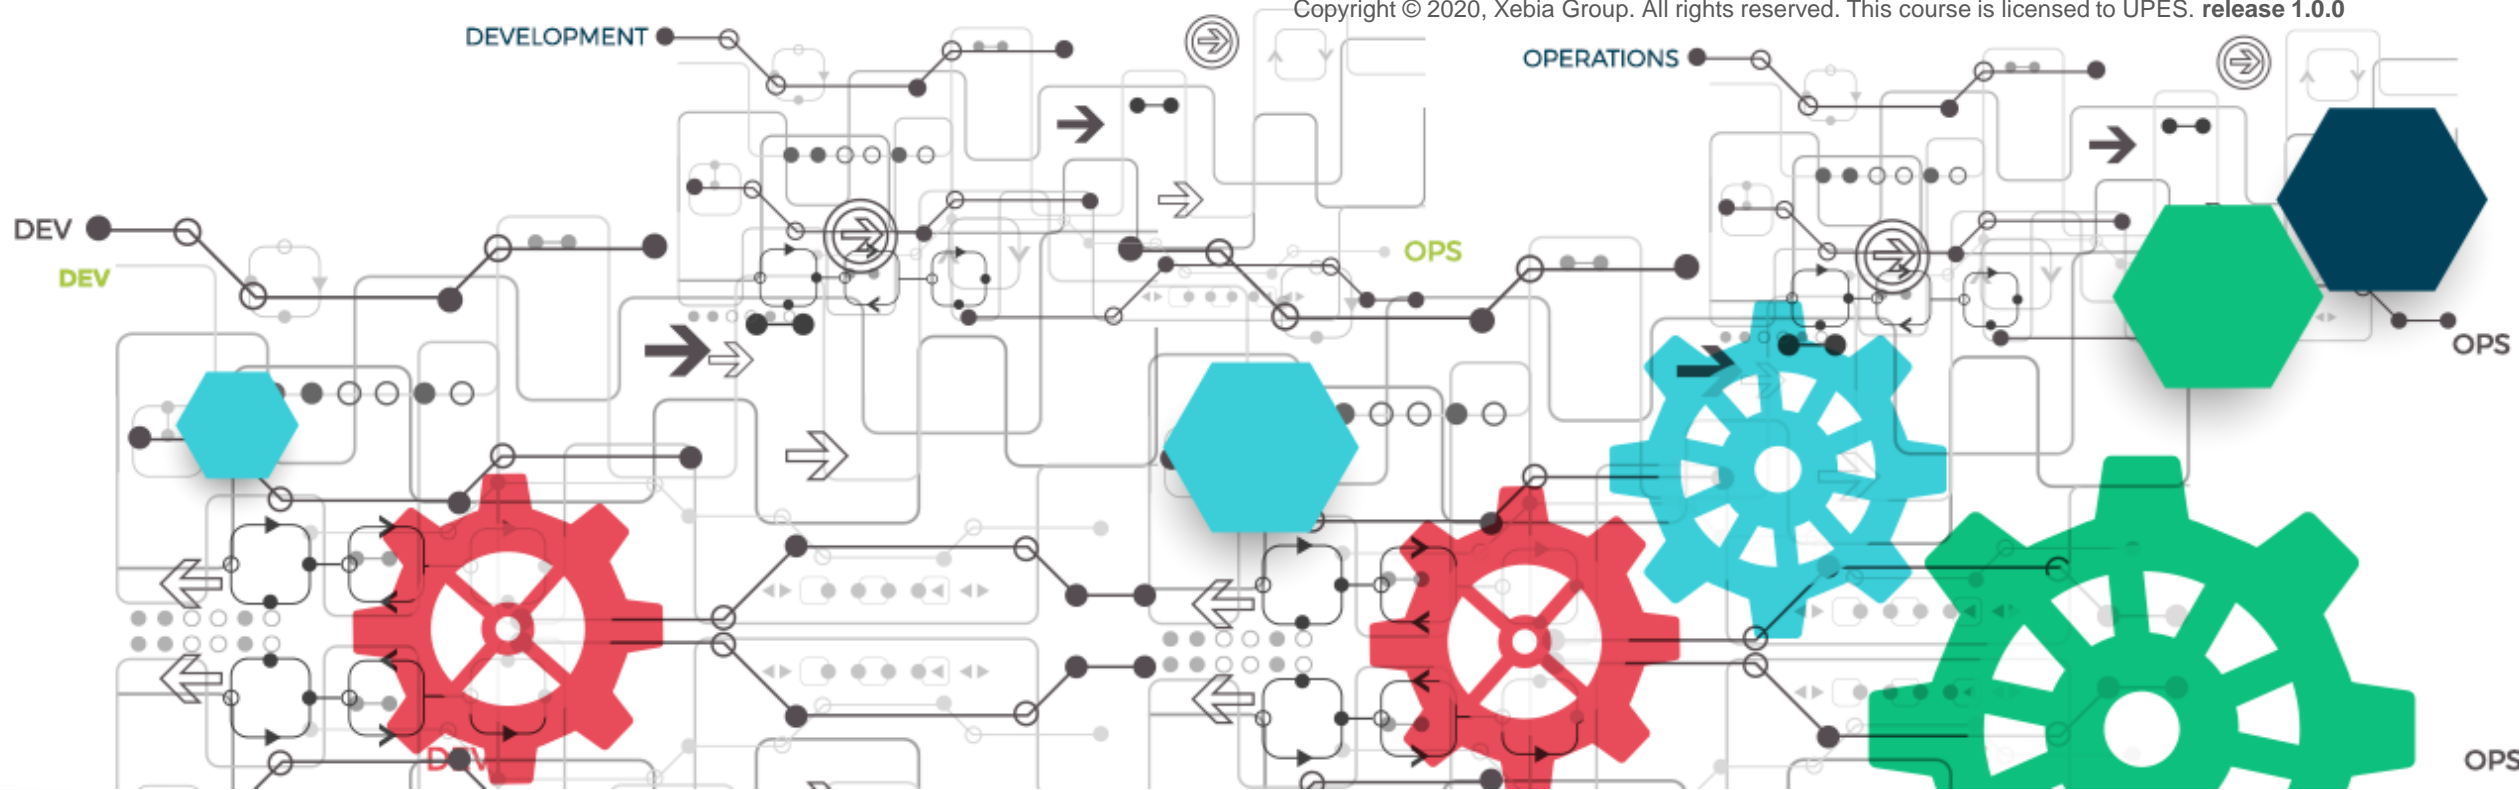 Copyright © 2020, Xebia Group. All rights reserved. This course is licensed to UPES. release 1.0.0
DEVELOPMENT
OPERATIONS
DEV
OPS
DEV
OPS
DEV
OPS